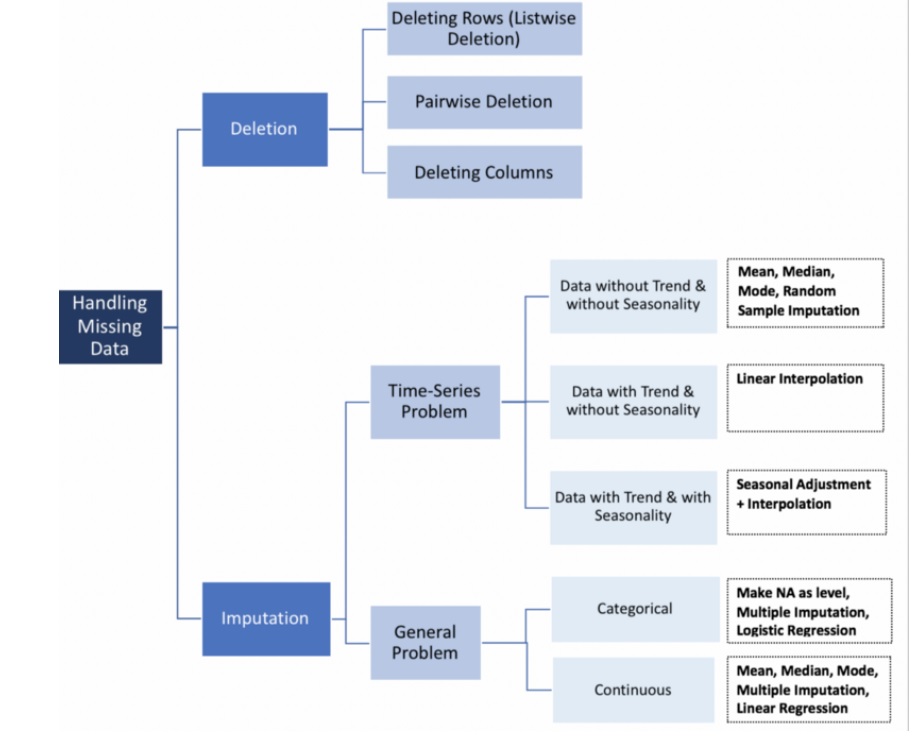 Deleting Rows (Listwise
Deletion)
Pairwise Deletion
Deletion
Deleting Columns
Handling
Missing
Data
Data without Trend &
without Seasonality
Mean, Median,
Mode, Random
Sample Imputation
Time-Series
Problem
Data with Trend &
without Seasonality
Linear Interpolation
Data with Trend & with
Seasonality
Seasonal Adjustment
+ Interpolation
Imputation
General
Problem
Categorical
Make NA as level,
Multiple Imputation,
Logistic Regression
Continuous
Mean, Median, Mode,
Multiple Imputation,
Linear Regression